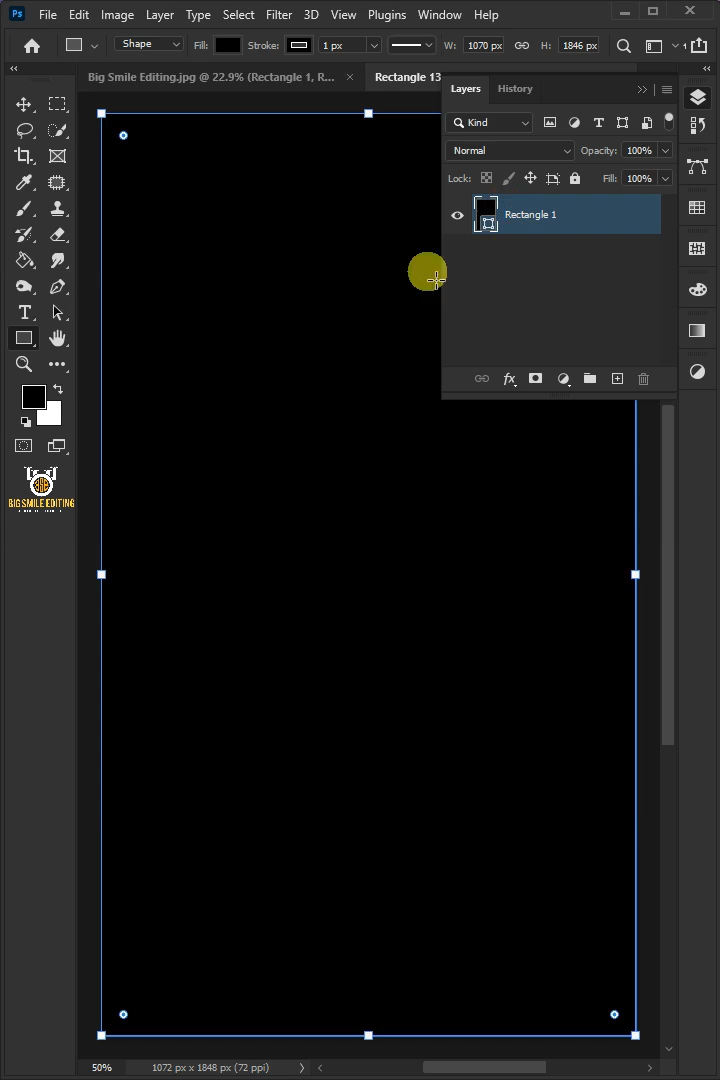 Ps File Edit Image Layer Type Select Filter 3D View Plugins Window Help
Shape Fill: Stroke: 1 px W: 1070 px H: 1846 px
Big Smile Editing.jpg @ 22.9% (Rectangle 1, R... × Rectangle 13
Layers History
Kind
Normal Opacity: 100%
Lock: Fill: 100%
Rectangle 1
fx
T
BIG SMILE EDITING
50% 1072 px x 1848 px (72 ppi)